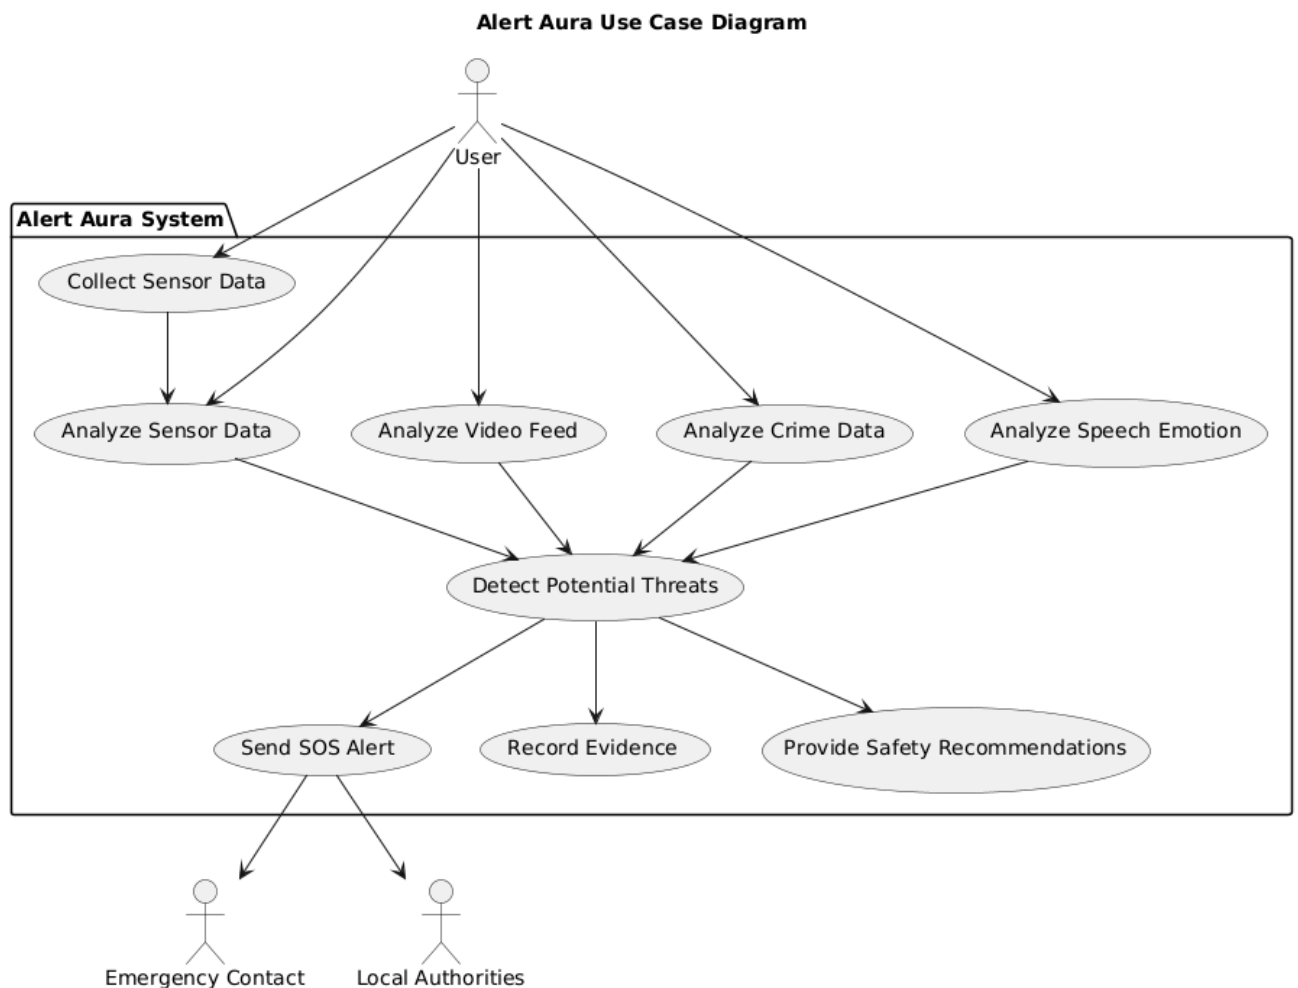 Alert Aura Use Case Diagram
User
Alert Aura System
Collect Sensor Data
Analyze Sensor Data
Analyze Video Feed
Analyze Crime Data
Analyze Speech Emotion
Detect Potential Threats
Send SOS Alert
Record Evidence
Provide Safety Recommendations
Emergency Contact
Local Authorities